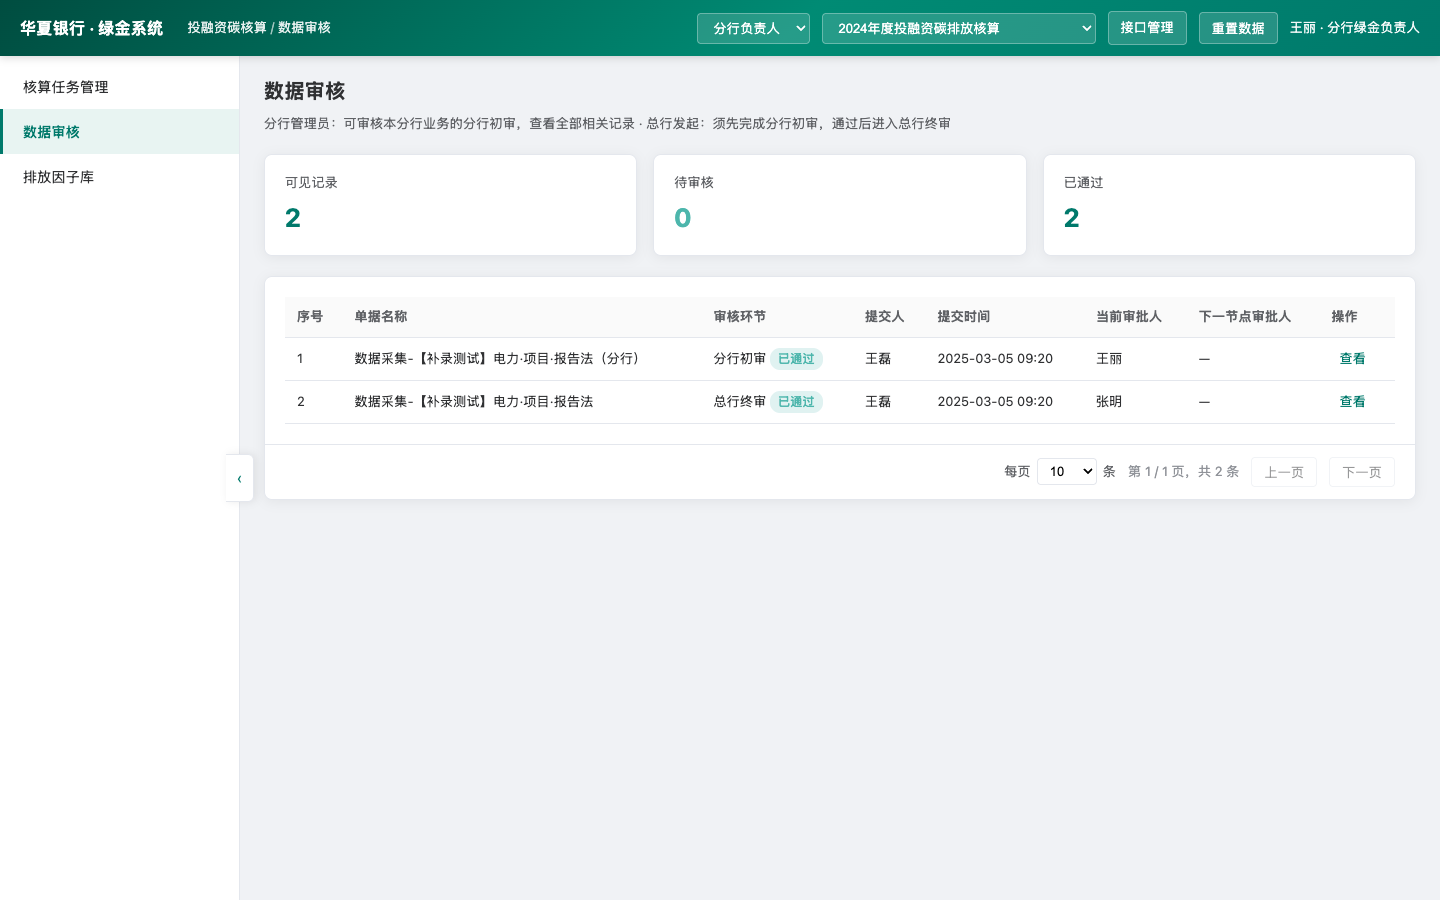 华夏银行 · 绿金系统 投融资碳核算 / 数据审核 分行负责人 2024年度投融资碳排放核算 接口管理 重置数据 王丽 · 分行绿金负责人
核算任务管理
数据审核
排放因子库
数据审核
分行管理员：可审核本分行业务的分行初审，查看全部相关记录 · 总行发起：须先完成分行初审，通过后进入总行终审
可见记录 待审核 已通过
2 0 2
序号 单据名称 审核环节 提交人 提交时间 当前审批人 下一节点审批人 操作
1 数据采集-【补录测试】电力·项目·报告法（分行） 分行初审 已通过 王磊 2025-03-05 09:20 王丽 — 查看
2 数据采集-【补录测试】电力·项目·报告法 总行终审 已通过 王磊 2025-03-05 09:20 张明 — 查看
每页 10 条 第 1 / 1 页，共 2 条 上一页 下一页
‹